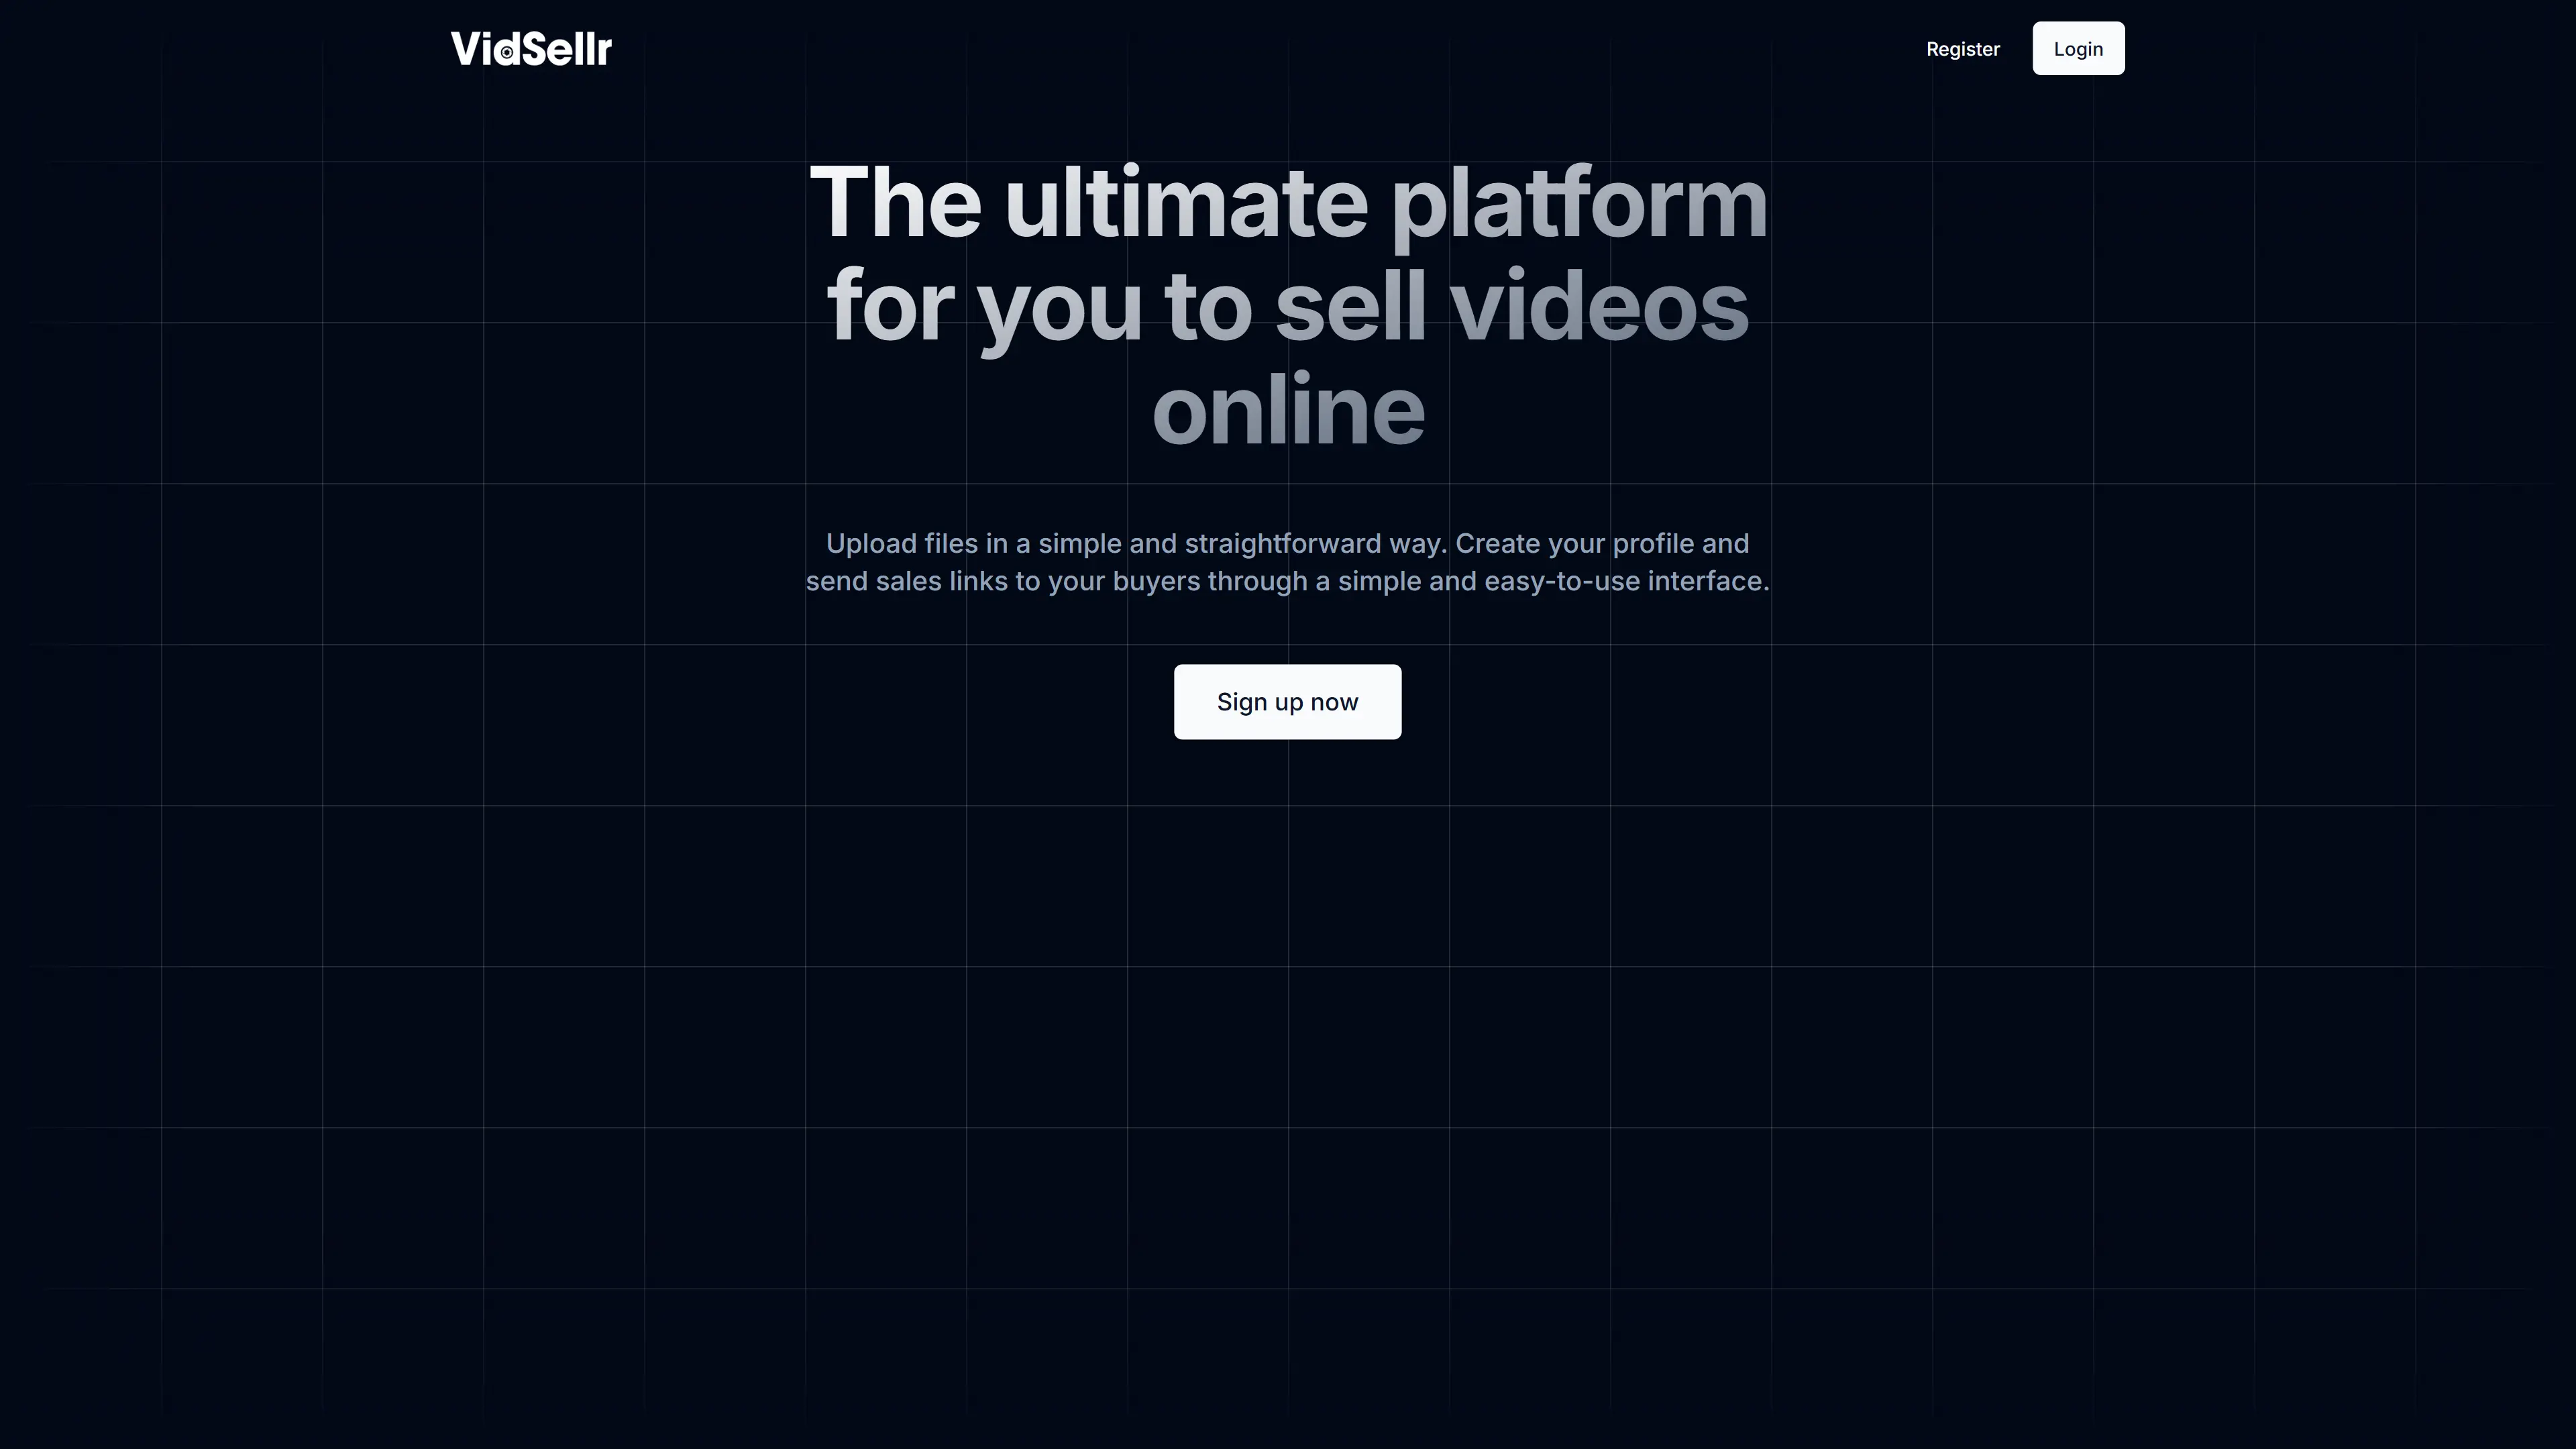 VidSellr
Register
Login
The ultimate platform
for you to sell videos
online
Upload files in a simple and straightforward way. Create your profile and
send sales links to your buyers through a simple and easy-to-use interface.
Sign up now